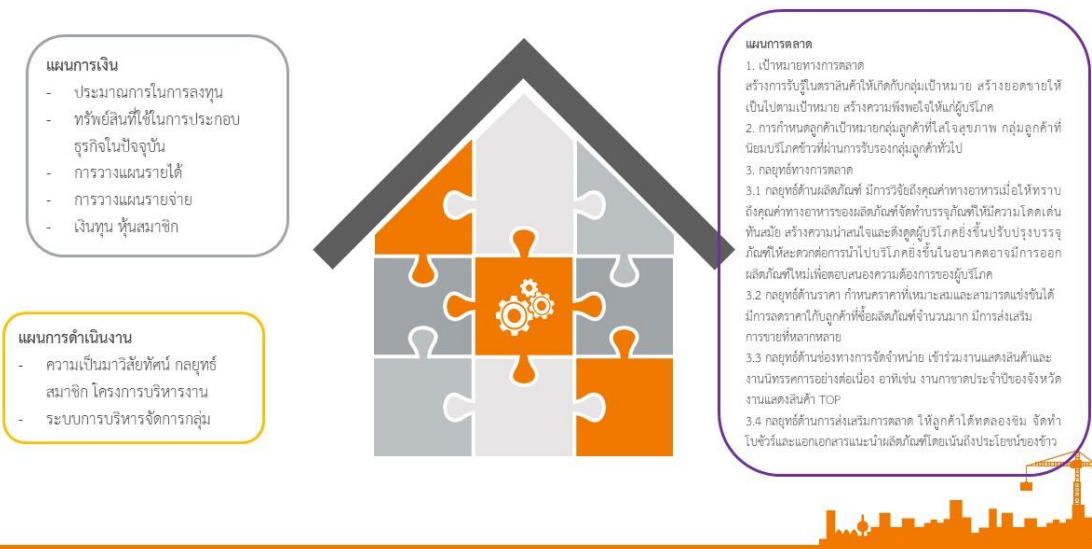 แผนการเงิน
- ประมาณการในการลงทุน
- ทรัพย์สินที่ใช้ในการประกอบ
ธุรกิจในปัจจุบัน
- การวางแผนรายได้
- การวางแผนรายจ่าย
- เงินทุน หุ้นสมาชิก
แผนการดำเนินงาน
- ความเป็นมาวิสัยทัศน์ กลยุทธ์
สมาชิก โครงการบริหารงาน
- ระบบการบริหารจัดการกลุ่ม
แผนการตลาด
1. เป้าหมายทางการตลาด
สร้างการรับรู้ในตราสินค้าให้เกิดกับกลุ่มเป้าหมาย สร้างยอดขายให้
เป็นไปตามเป้าหมาย สร้างความพึงพอใจให้แก่ผู้บริโภค
2. การกำหนดลูกค้าเป้าหมายกลุ่มลูกค้าที่ใสใจสุขภาพ กลุ่มลูกค้าที่
นิยมบริโภคข้าวที่ผ่านการรับรองกลุ่มลูกค้าทั่วไป
3. กลยุทธ์ทางการตลาด
3.1 กลยุทธ์ด้านผลิตภัณฑ์ มีการวิจัยถึงคุณค่าทางอาหารเมื่อให้ทราบ
ถึงคุณค่าทางอาหารของผลิตภัณฑ์จัดทำบรรจุภัณฑ์ให้มีความโดดเด่น
ทันสมัย สร้างความน่าสนใจและดึงดูดผู้บริโภคยิ่งขึ้นปรับปรุงบรรจุ
ภัณฑ์ให้สะดวกต่อการนำไปบริโภคยิ่งขึ้นในอนาคตอาจมีการออก
ผลิตภัณฑ์ใหม่เพื่อตอบสนองความต้องการของผู้บริโภค
3.2 กลยุทธ์ด้านราคา กำหนดราคาที่เหมาะสมและสามารถแข่งขันได้
มีการลดราคาให้กับลูกค้าที่ซื้อผลิตภัณฑ์จำนวนมาก มีการส่งเสริม
การขายที่หลากหลาย
3.3 กลยุทธ์ด้านช่องทางการจัดจำหน่าย เข้าร่วมงานแสดงสินค้าและ
งานนิทรรศการอย่างต่อเนื่อง อาทิเช่น งานกาชาดประจำปีของจังหวัด
งานแสดงสินค้า TOP
3.4 กลยุทธ์ด้านการส่งเสริมการตลาด ให้ลูกค้าได้ทดลองชิม จัดทำ
โบชัวร์และแจกเอกสารแนะนำผลิตภัณฑ์โดยเน้นถึงประโยชน์ของข้าว